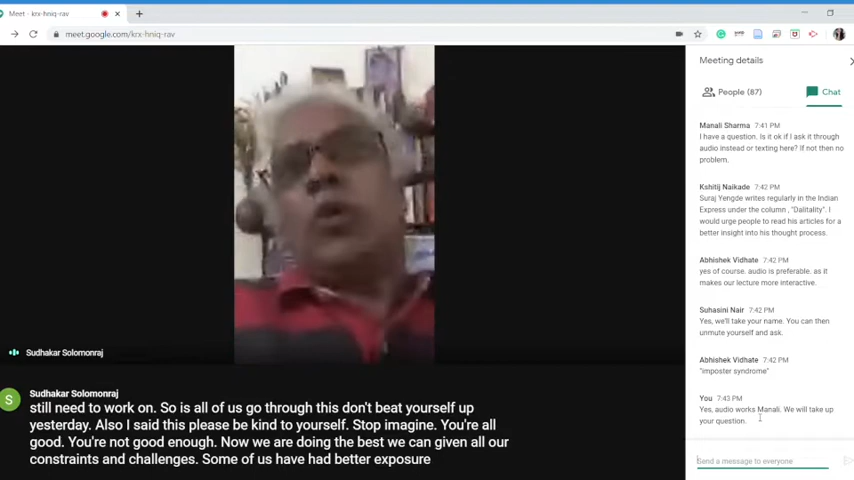 Meet - krx-hniq-rav
meet.google.com/krx-hniq-rav
Meeting details
People (87)
Chat
Manali Sharma 7:41 PM
I have a question. Is it ok if I ask it through
audio instead or texting here? If not then no
problem.
Kshitij Naikade 7:42 PM
Suraj Yengde writes regularly in the Indian
Express under the column , "Dalitality". I
would urge people to read his articles for a
better insight into his thought process.
Abhishek Vidhate 7:42 PM
yes of course. audio is preferable. as it
makes our lecture more interactive.
Suhasini Nair 7:42 PM
Yes, we'll take your name. You can then
unmute yourself and ask.
Abhishek Vidhate 7:42 PM
"imposter syndrome"
You 7:43 PM
Yes, audio works Manali. We will take up
your question.
Send a message to everyone
Sudhakar Solomonraj
S
Sudhakar Solomonraj
still need to work on. So is all of us go through this don't beat yourself up
yesterday. Also I said this please be kind to yourself. Stop imagine. You're all
good. You're not good enough. Now we are doing the best we can given all our
constraints and challenges. Some of us have had better exposure